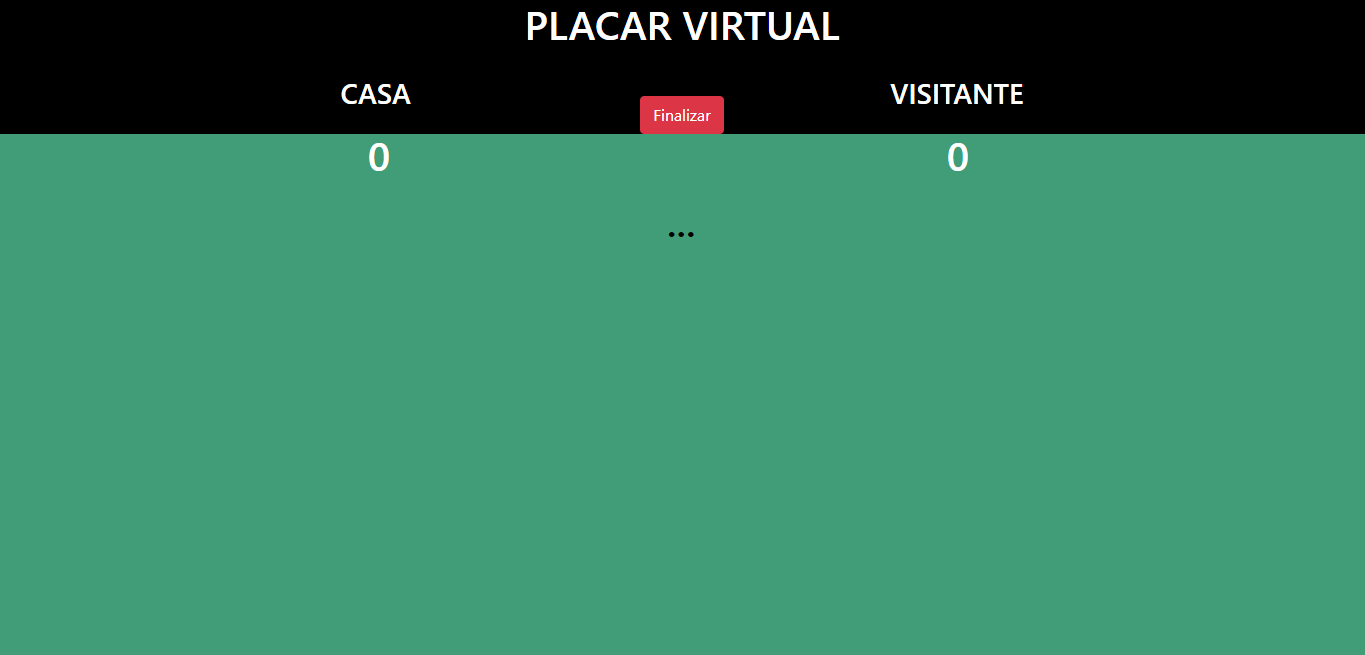 PLACAR VIRTUAL
CASA
VISITANTE
Finalizar
0
0
...